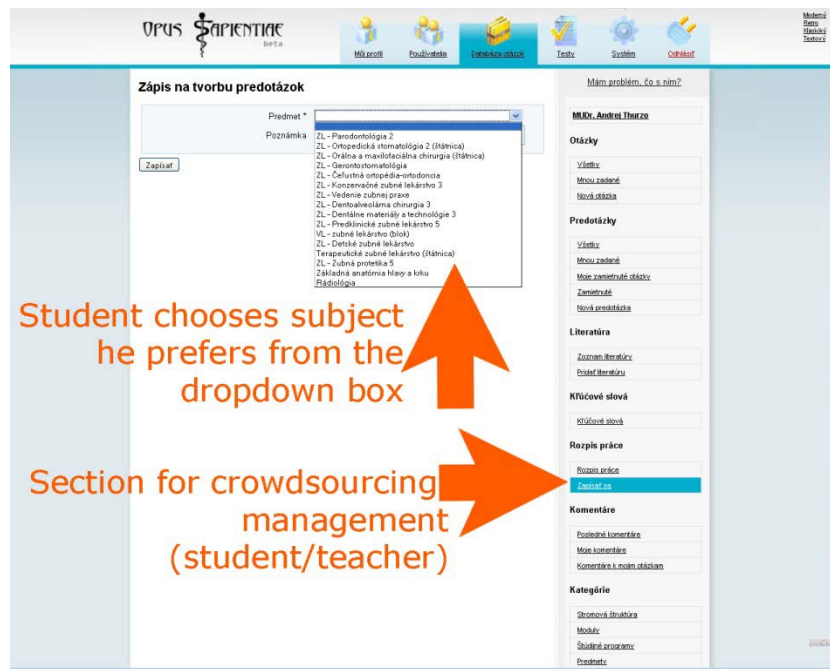 OPUS SAPIENTIAE
beta
Môj profil
Používatelia
Databáza otázok
Testy
Systém
Odhlásiť
Moderný
Retro
Klasický
Textový
Zápis na tvorbu predotázok
Predmet *
Poznámka
Zapísať
ZL - Parodontológia 2
ZL - Ortopedická stomatológia 2 (štátnica)
ZL - Orálna a maxilofaciálna chirurgia (štátnica)
ZL - Gerontostomatológia
ZL - Čeľustná ortopédia-ortodoncia
ZL - Konzervačné zubné lekárstvo 3
ZL - Vedenie zubnej praxe
ZL - Dentoalveolárna chirurgia 3
ZL - Dentálne materiály a technológie 3
ZL - Predklinické zubné lekárstvo 5
VL - zubné lekárstvo (blok)
ZL - Detské zubné lekárstvo
Terapeutické zubné lekárstvo (štátnica)
ZL - Zubná protetika 5
Základná anatómia hlavy a krku
Rádiológia
Student chooses subject
he prefers from the
dropdown box
Section for crowdsourcing
management
(student/teacher)
Mám problém, čo s ním?
MUDr. Andrej Thurzo
Otázky
Všetky
Mnou zadané
Nová otázka
Predotázky
Všetky
Mnou zadané
Moje zamietnuté otázky
Zamietnuté
Nová predotázka
Literatúra
Zoznam literatúry
Pridať literatúru
Kľúčové slová
Kľúčové slová
Rozpis práce
Rozpis práce
Zapísať sa
Komentáre
Posledné komentáre
Moje komentáre
Komentáre k mojim otázkam
Kategórie
Stromová štruktúra
Moduly
Študijné programy
Predmety